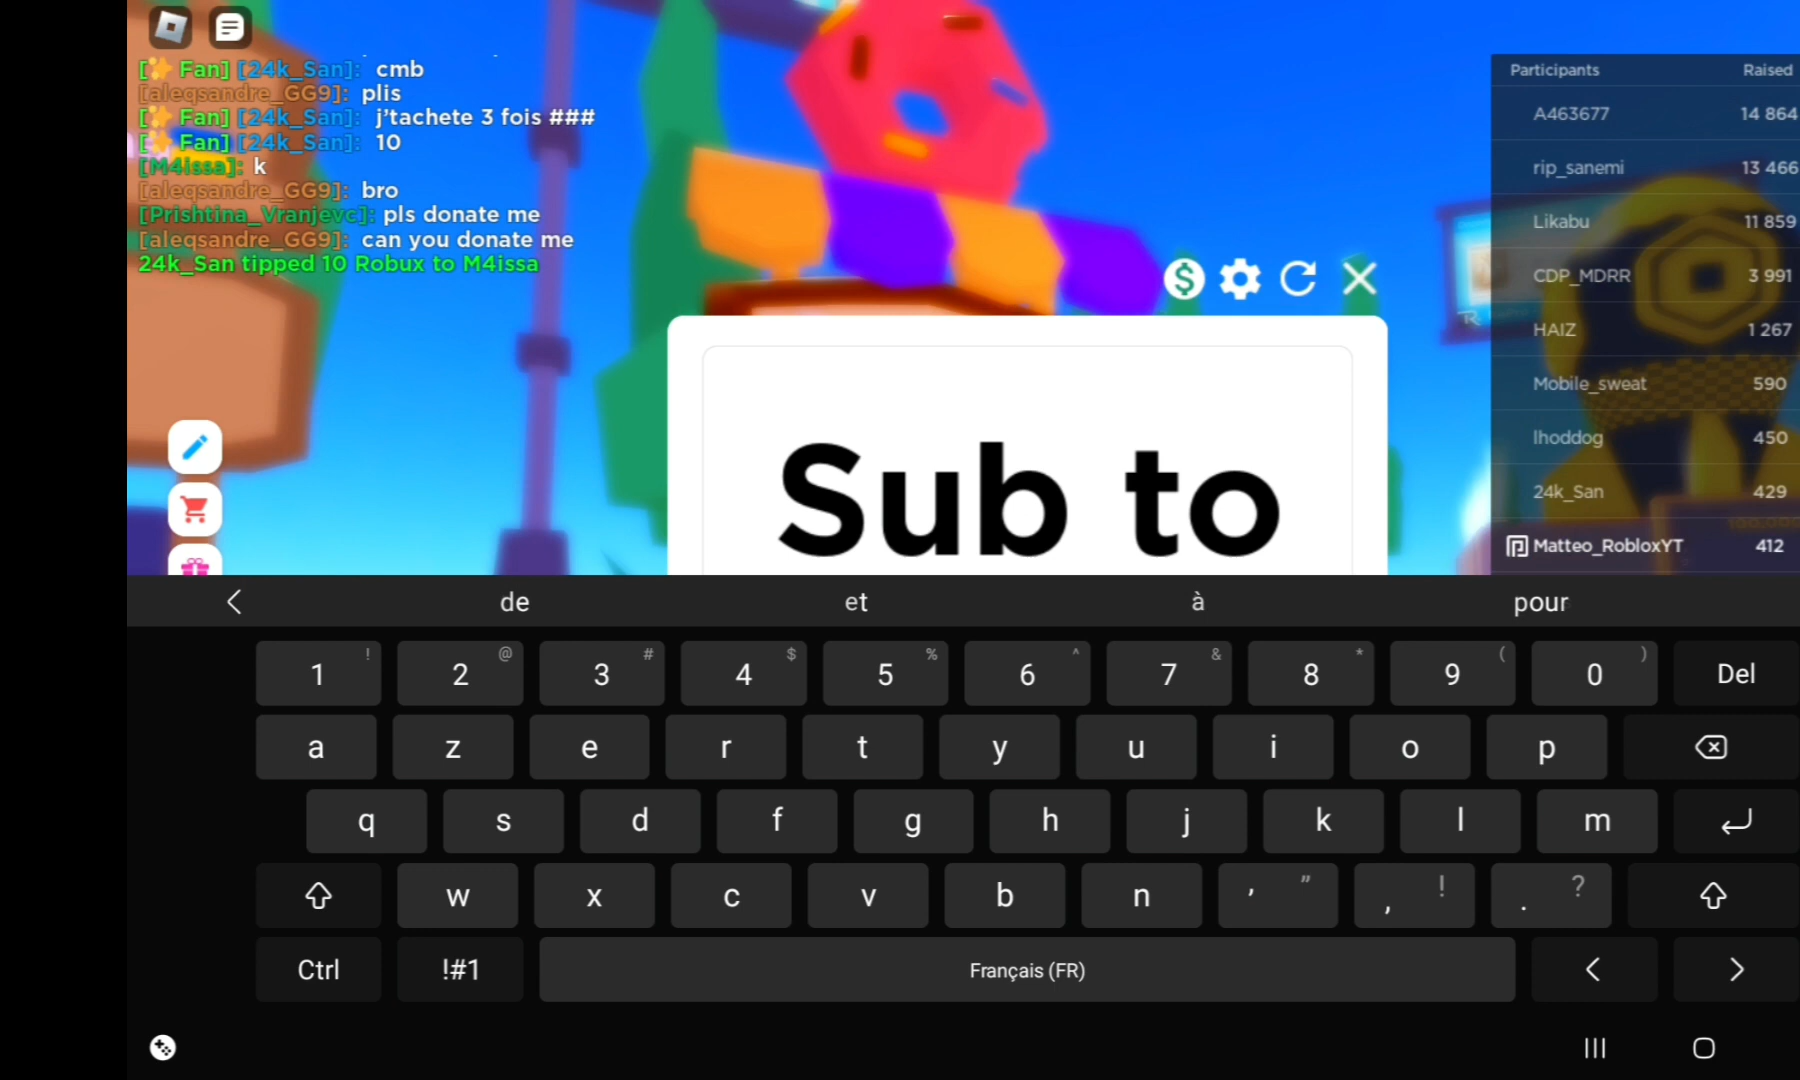 [✨ Fan] [24k_San]: cmb
[aleqsandre_GG9]: plis
[✨ Fan] [24k_San]: j'tachete 3 fois ###
[✨ Fan] [24k_San]: 10
[M4issa]: k
[aleqsandre_GG9]: bro
[Prishtina_Vranjevc]: pls donate me
[aleqsandre_GG9]: can you donate me
24k_San tipped 10 Robux to M4issa
Participants Raised
A463677 14 864
rip_sanemi 13 466
Likabu 11 859
CDP_MDRR 3 991
HAIZ 1 267
Mobile_sweat 590
lhoddog 450
24k_San 429
Matteo_RobloxYT 412
Sub to
de et à pour
1 ! 2 @ 3 # 4 $ 5 % 6 ^ 7 & 8 * 9 ( 0 ) Del
a z e r t y u i o p
q s d f g h j k l m
w x c v b n ' " , ! . ?
Ctrl !#1 Français (FR) < >